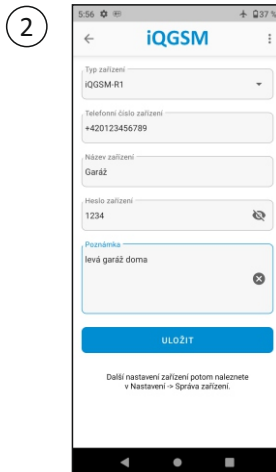 2
5:56
37 %
iQGSM
Typ zařízení
iQGSM-R1
Telefonní číslo zařízení
+420123456789
Název zařízení
Garáž
Heslo zařízení
1234
Poznámka
levá garáž doma
ULOŽIT
Další nastavení zařízení potom naleznete
v Nastavení -> Správa zařízení.